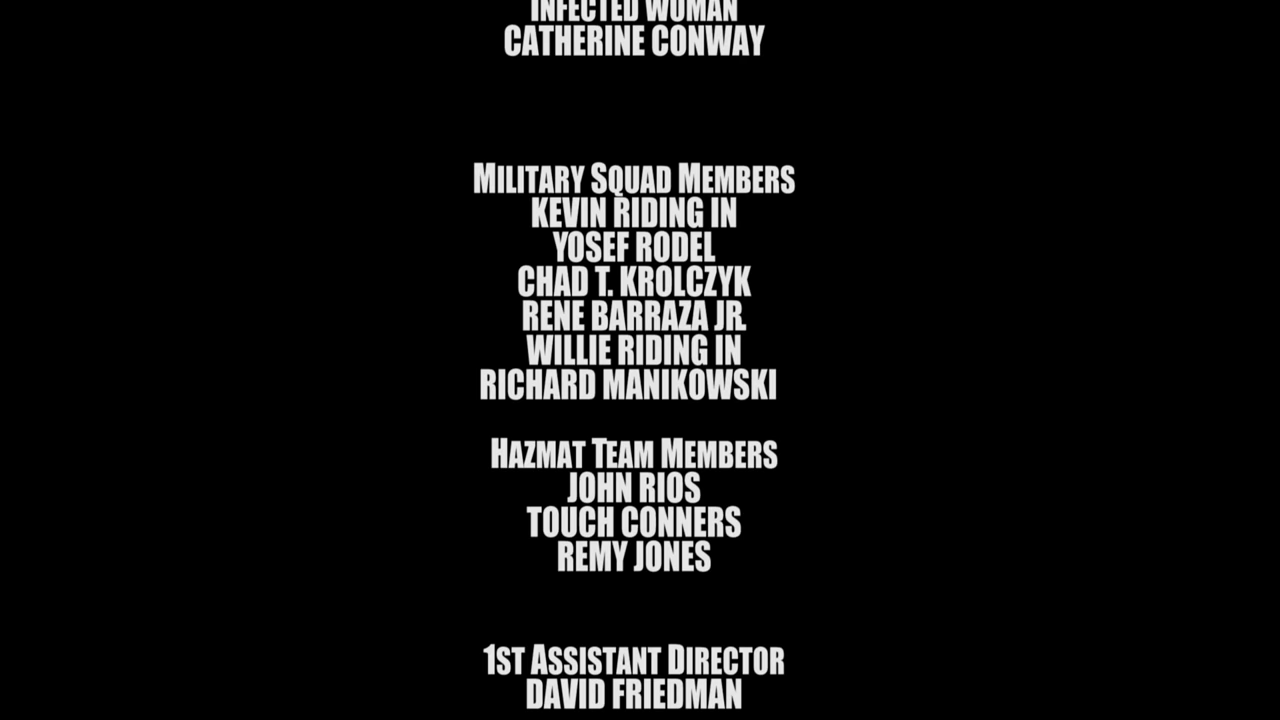 INFECTED WOMAN
CATHERINE CONWAY
MILITARY SQUAD MEMBERS
KEVIN RIDING IN
YOSEF RODEL
CHAD T. KROLCZYK
RENE BARRAZA JR.
WILLIE RIDING IN
RICHARD MANIKOWSKI
HAZMAT TEAM MEMBERS
JOHN RIOS
TOUCH CONNERS
REMY JONES
1ST ASSISTANT DIRECTOR
DAVID FRIEDMAN